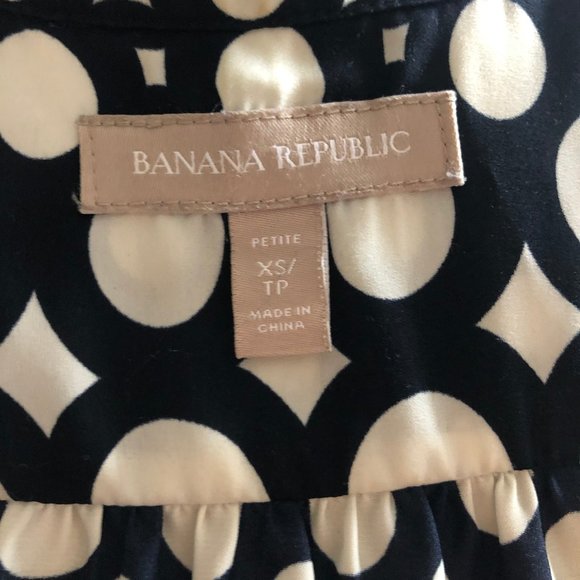 BANANA REPUBLIC
PETITE
XS/
TP
MADE IN
CHINA